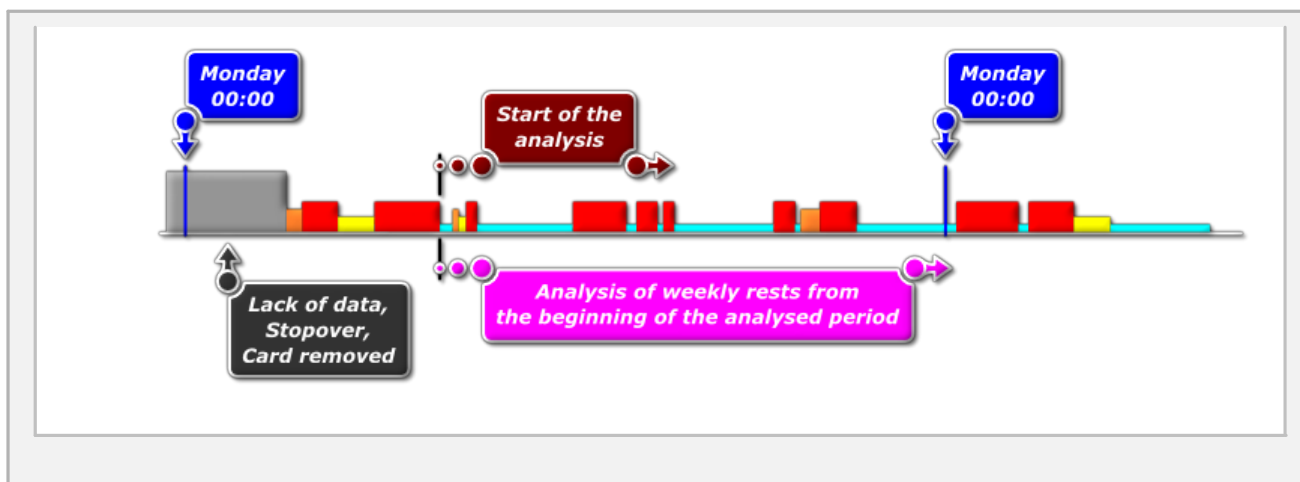 Monday
00:00
Monday
00:00
Start of the
analysis
Lack of data,
Stopover,
Card removed
Analysis of weekly rests from
the beginning of the analysed period